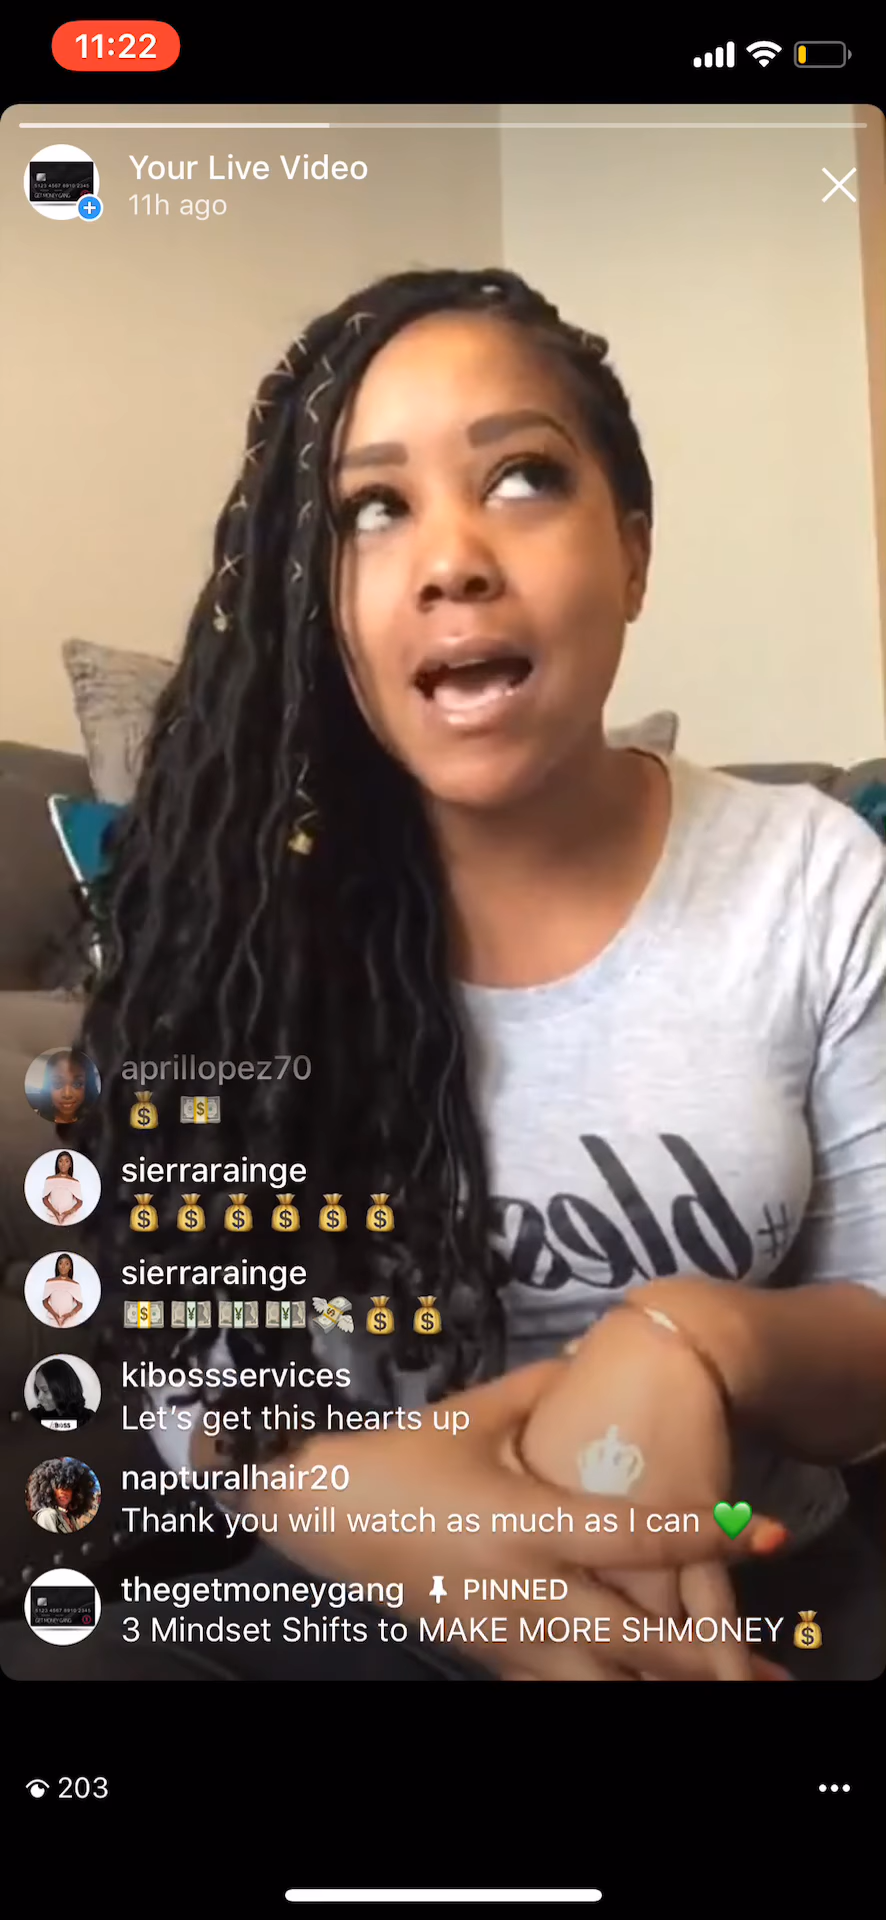 11:22
Your Live Video
11h ago
aprillopez70
💰 💵
sierrarainge
💰💰💰💰💰💰
sierrarainge
💵💴💴💴💸💰💰
#bles
kibossservices
Let's get this hearts up
napturalhair20
Thank you will watch as much as I can 💚
thegetmoneygang 📌 PINNED
3 Mindset Shifts to MAKE MORE SHMONEY💰
203